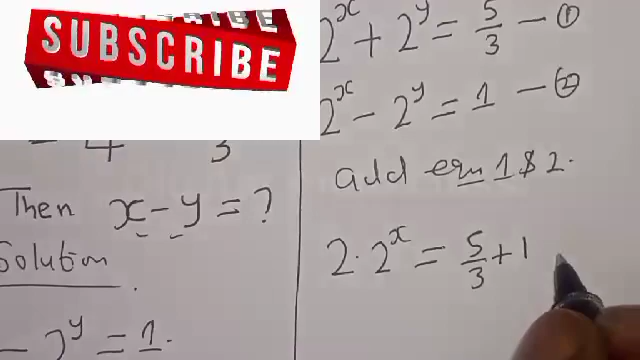 SUBSCRIBE
4 3
Then x - y = ?
Solution
- 2^y = 1.
2^x + 2^y = 5/3 — ①
2^x - 2^y = 1 — ②
add eqn 1 & 2.
2 · 2^x = 5/3 + 1